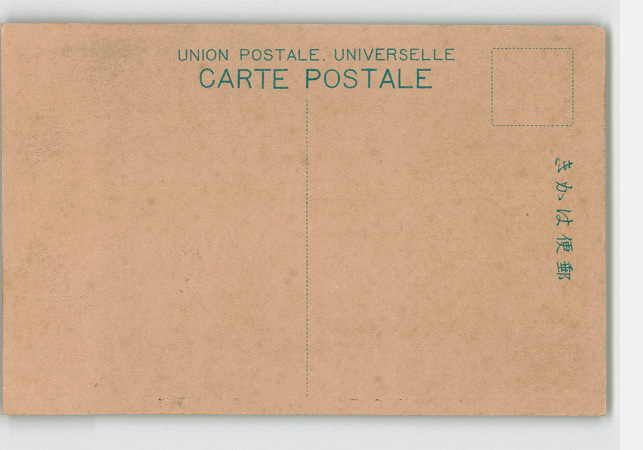 UNION POSTALE. UNIVERSELLE
CARTE POSTALE
きかは便郵